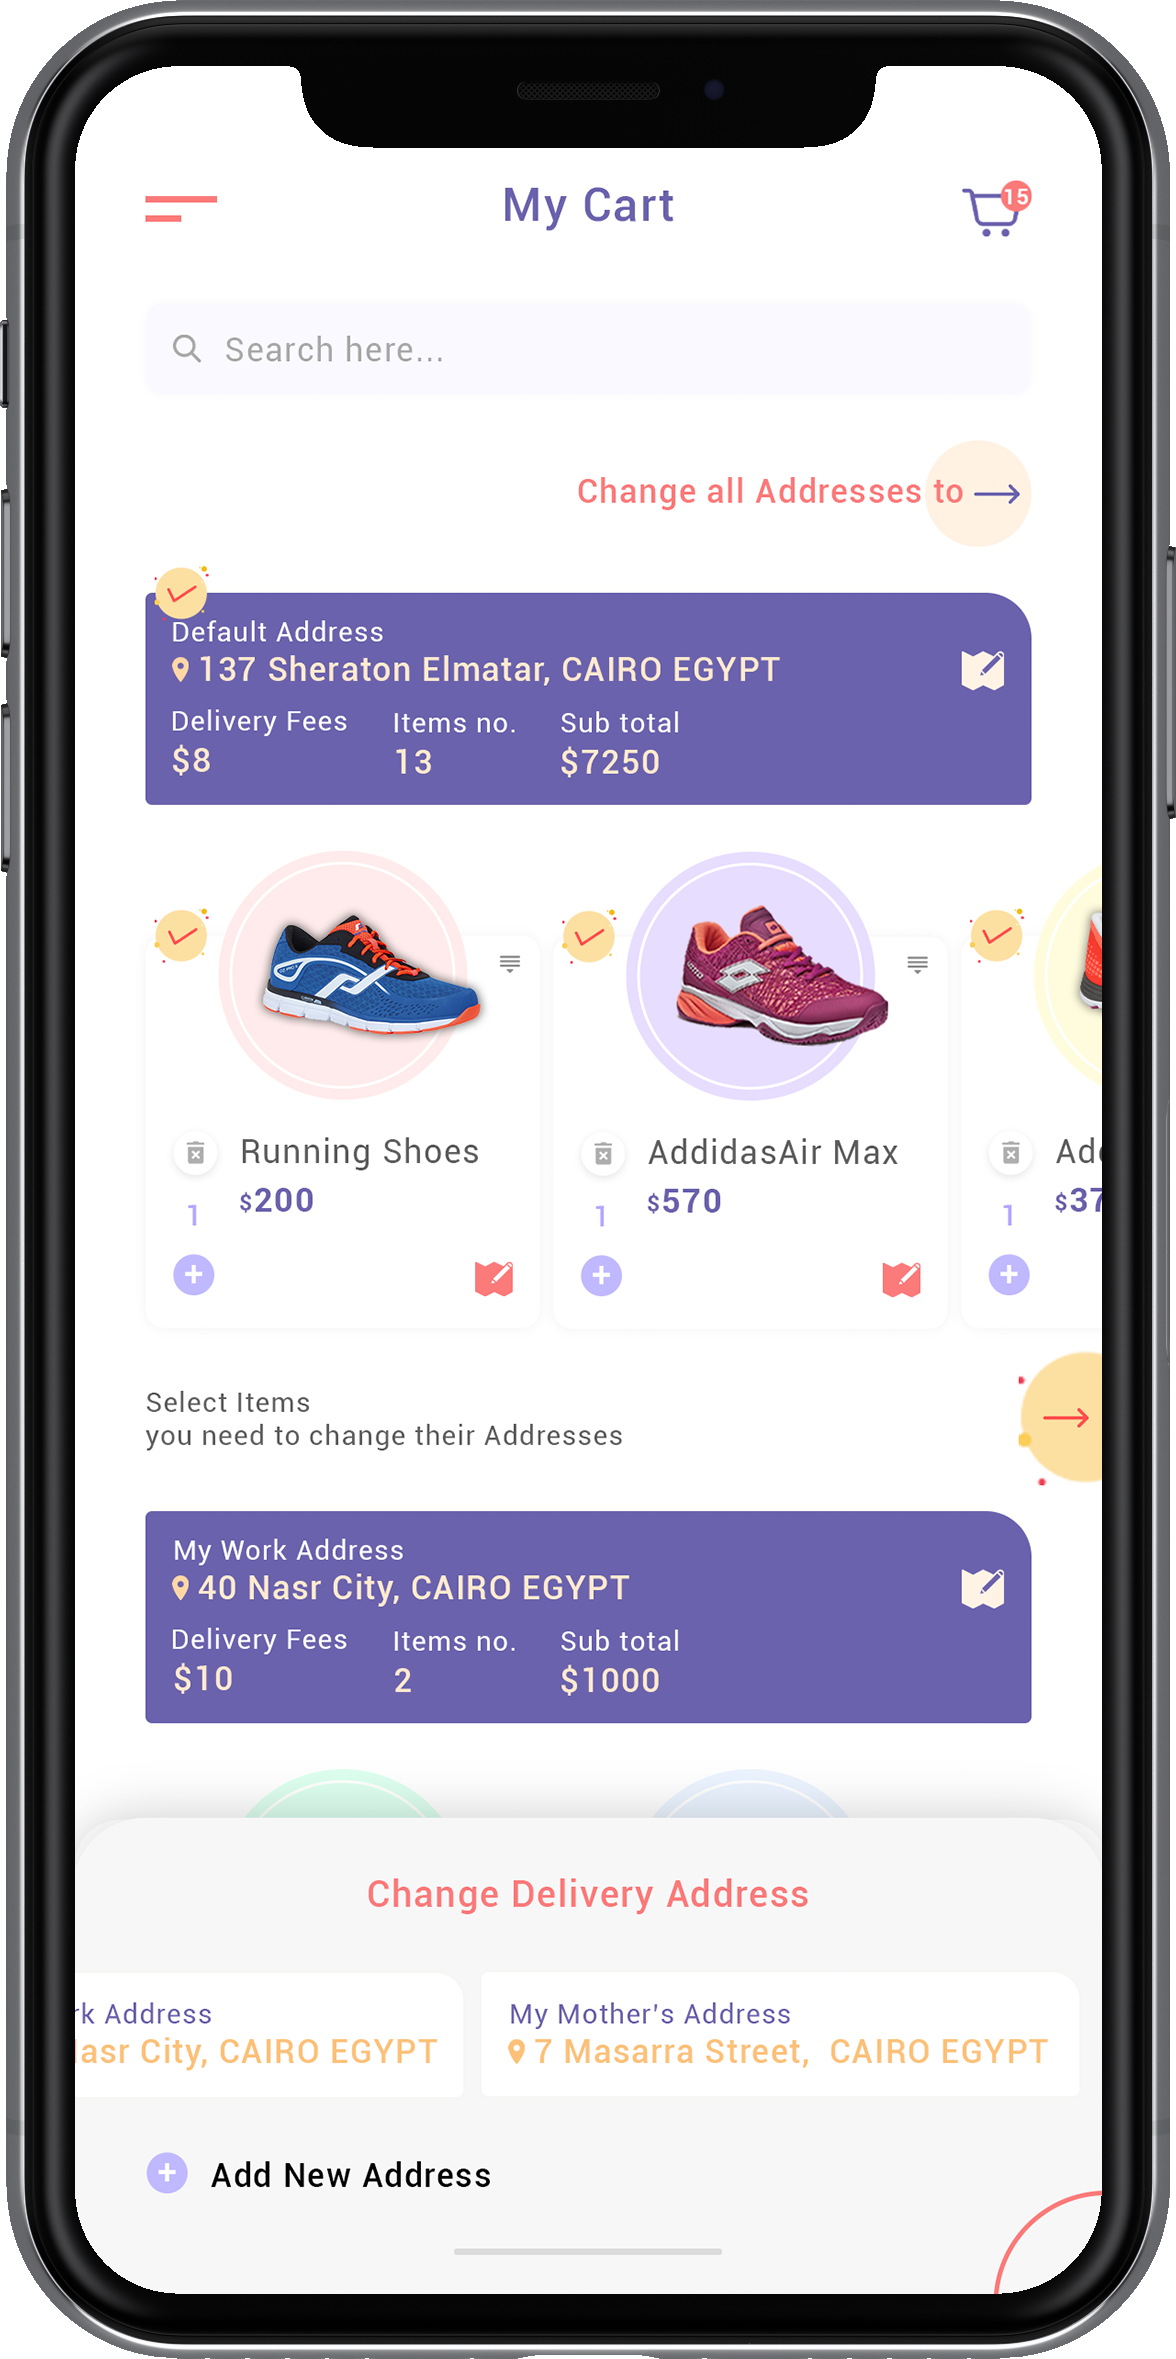 My Cart
15
Search here...
Change all Addresses to
Default Address
137 Sheraton Elmatar, CAIRO EGYPT
Delivery Fees Items no. Sub total
$8 13 $7250
Running Shoes
$200
1
AddidasAir Max
$570
1
Ad
$37
1
Select Items
you need to change their Addresses
My Work Address
40 Nasr City, CAIRO EGYPT
Delivery Fees Items no. Sub total
$10 2 $1000
Change Delivery Address
rk Address
asr City, CAIRO EGYPT
My Mother's Address
7 Masarra Street, CAIRO EGYPT
Add New Address